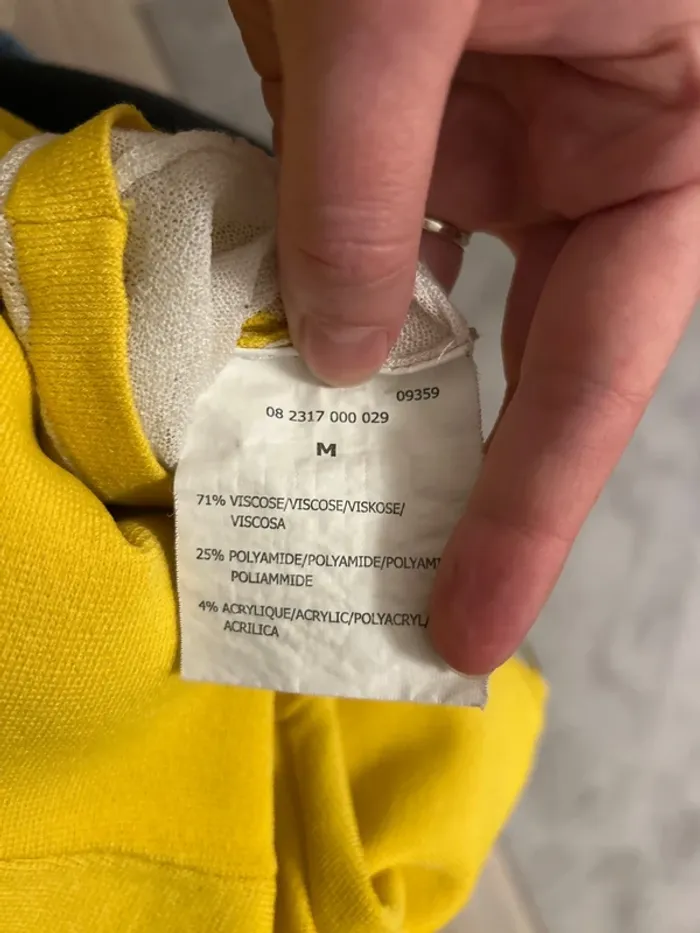 09359
08 2317 000 029
M
71% VISCOSE/VISCOSE/VISKOSE/
VISCOSA
25% POLYAMIDE/POLYAMIDE/
POLIAMMIDE
4% ACRYLIQUE/ACRYLIC/POLYACRYL/
ACRILICA